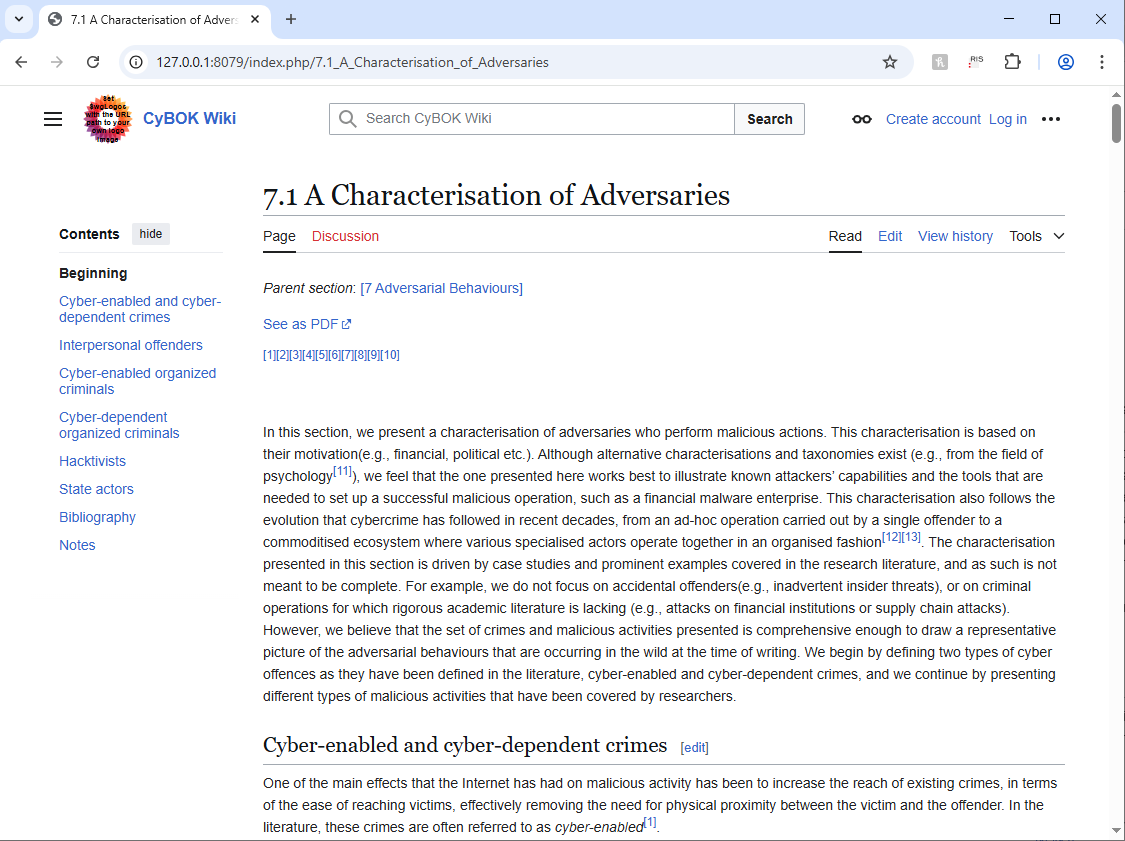 7.1 A Characterisation of Advers
127.0.0.1:8079/index.php/7.1_A_Characterisation_of_Adversaries
RIS
Set
$wgLogos
with the URL
path to your
own logo
image
CyBOK Wiki
Search CyBOK Wiki
Search
Create account
Log in
Contents
hide
Beginning
Cyber-enabled and cyber-
dependent crimes
Interpersonal offenders
Cyber-enabled organized
criminals
Cyber-dependent
organized criminals
Hacktivists
State actors
Bibliography
Notes
7.1 A Characterisation of Adversaries
Page
Discussion
Read
Edit
View history
Tools
Parent section: [7 Adversarial Behaviours]
See as PDF
[1][2][3][4][5][6][7][8][9][10]
In this section, we present a characterisation of adversaries who perform malicious actions. This characterisation is based on
their motivation(e.g., financial, political etc.). Although alternative characterisations and taxonomies exist (e.g., from the field of
psychology[11]), we feel that the one presented here works best to illustrate known attackers’ capabilities and the tools that are
needed to set up a successful malicious operation, such as a financial malware enterprise. This characterisation also follows the
evolution that cybercrime has followed in recent decades, from an ad-hoc operation carried out by a single offender to a
commoditised ecosystem where various specialised actors operate together in an organised fashion[12][13]. The characterisation
presented in this section is driven by case studies and prominent examples covered in the research literature, and as such is not
meant to be complete. For example, we do not focus on accidental offenders(e.g., inadvertent insider threats), or on criminal
operations for which rigorous academic literature is lacking (e.g., attacks on financial institutions or supply chain attacks).
However, we believe that the set of crimes and malicious activities presented is comprehensive enough to draw a representative
picture of the adversarial behaviours that are occurring in the wild at the time of writing. We begin by defining two types of cyber
offences as they have been defined in the literature, cyber-enabled and cyber-dependent crimes, and we continue by presenting
different types of malicious activities that have been covered by researchers.
Cyber-enabled and cyber-dependent crimes [edit]
One of the main effects that the Internet has had on malicious activity has been to increase the reach of existing crimes, in terms
of the ease of reaching victims, effectively removing the need for physical proximity between the victim and the offender. In the
literature, these crimes are often referred to as cyber-enabled[1].